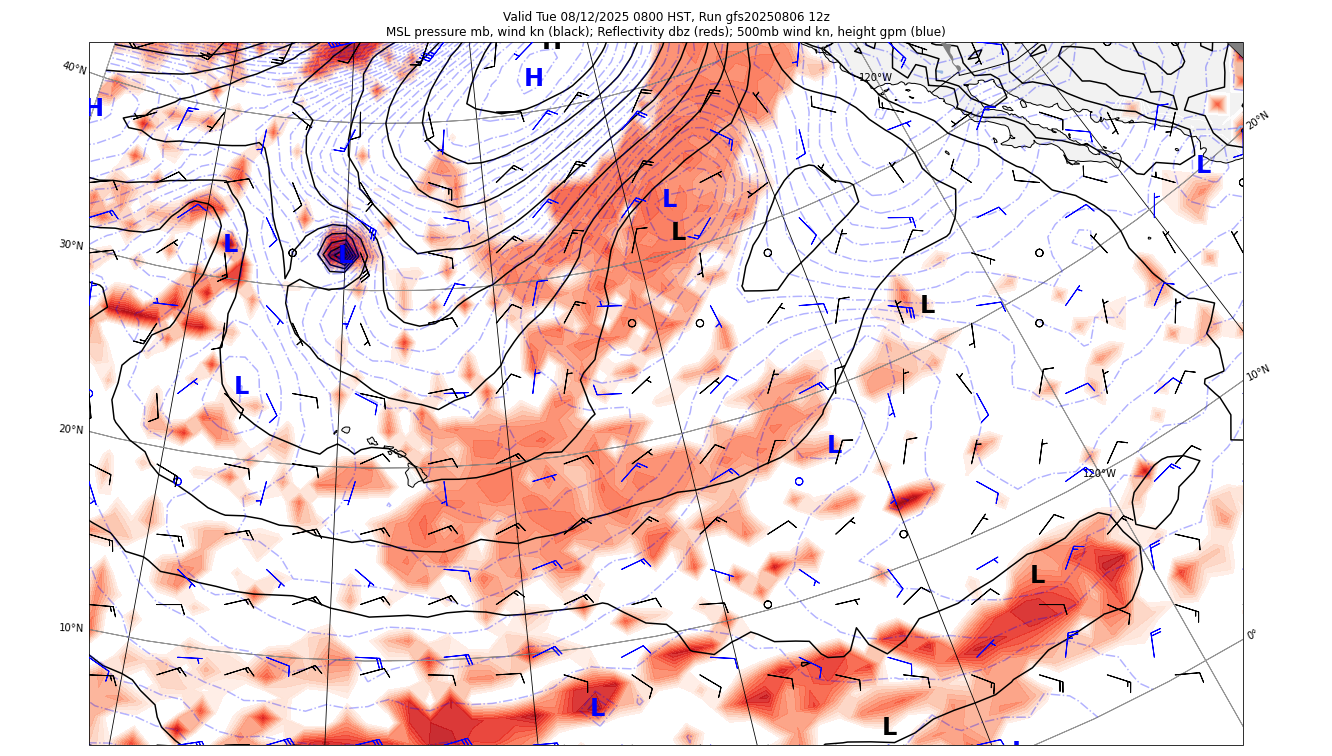 Valid Tue 08/12/2025 0800 HST, Run gfs20250806 12z
MSL pressure mb, wind kn (black); Reflectivity dbz (reds); 500mb wind kn, height gpm (blue)
H
40°N
H
120°W
H
20°N
L
L
L
L
30°N
L
L
10°N
L
20°N
L
120°W
L
10°N
0°
L
L